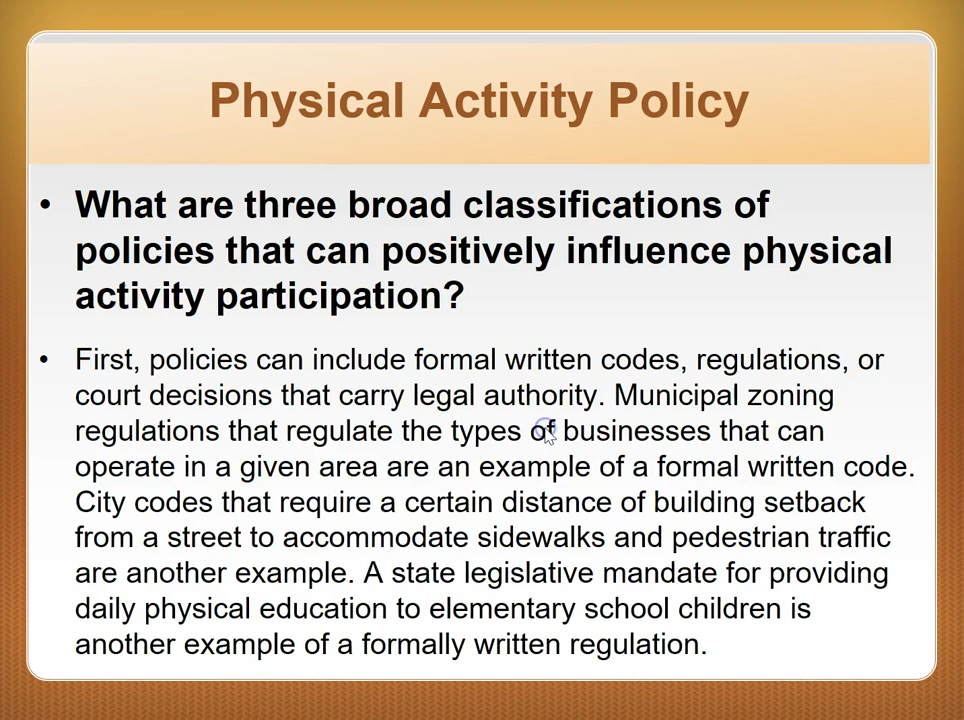 Physical Activity Policy
• What are three broad classifications of
policies that can positively influence physical
activity participation?
• First, policies can include formal written codes, regulations, or
court decisions that carry legal authority. Municipal zoning
regulations that regulate the types of businesses that can
operate in a given area are an example of a formal written code.
City codes that require a certain distance of building setback
from a street to accommodate sidewalks and pedestrian traffic
are another example. A state legislative mandate for providing
daily physical education to elementary school children is
another example of a formally written regulation.